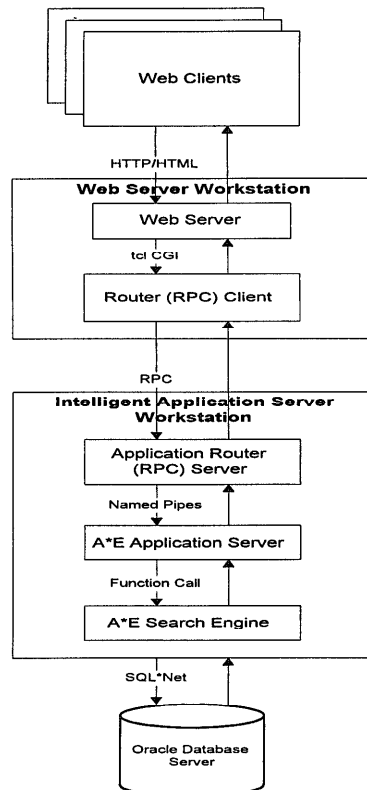 Web Clients
HTTP/HTML
Web Server Workstation
Web Server
tcl CGI
Router (RPC) Client
RPC
Intelligent Application Server
Workstation
Application Router
(RPC) Server
Named Pipes
A*E Application Server
Function Call
A*E Search Engine
SQL*Net
Oracle Database
Server